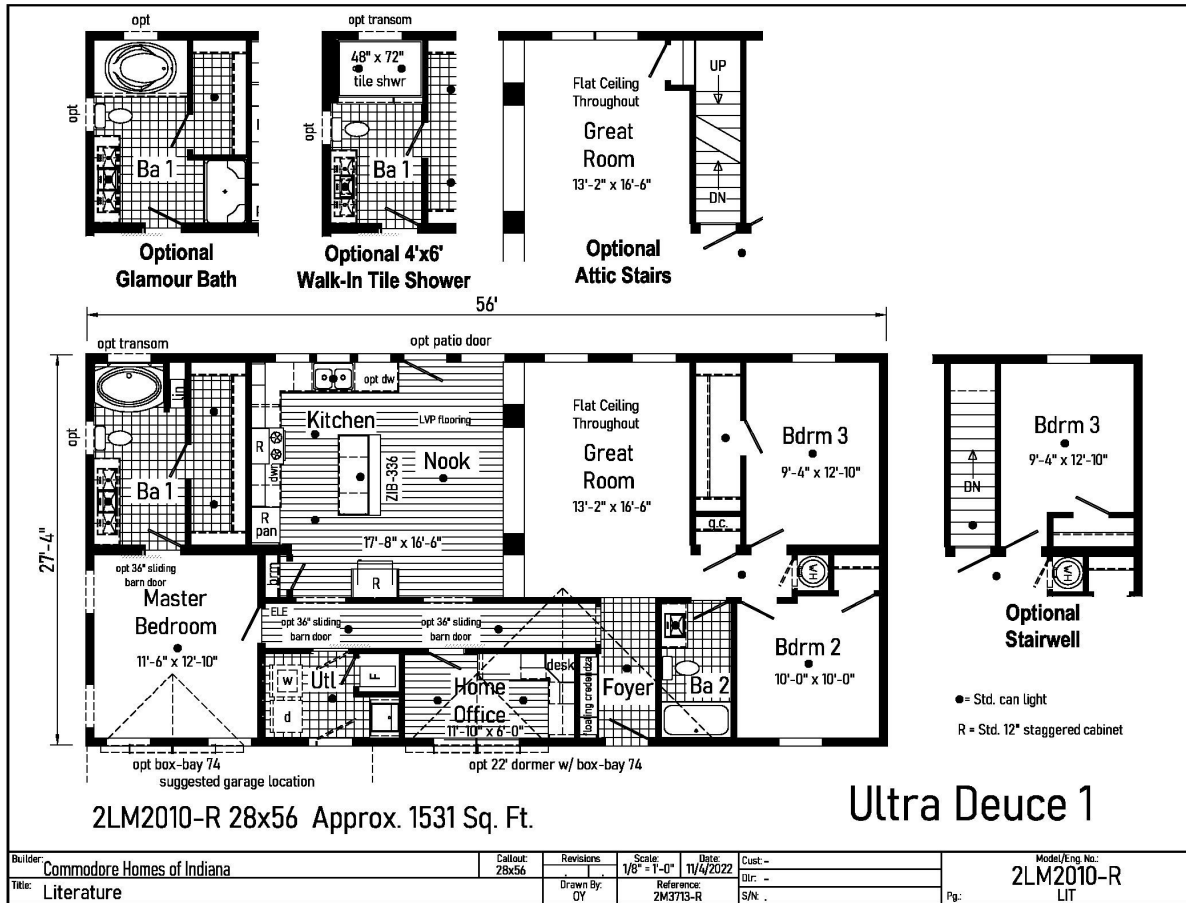 opt
opt
Ba 1
Optional
Glamour Bath
opt transom
48" x 72"
tile shwr
opt
Ba 1
Optional 4'x6'
Walk-In Tile Shower
Flat Ceiling
Throughout
Great
Room
13'-2" x 16'-6"
UP
DN
Optional
Attic Stairs
56'
27'-4"
opt transom
opt
lin
Ba 1
opt patio door
opt dw
Kitchen
LVP flooring
R
dwn
ZIB-336
Nook
R
pan
17'-8" x 16'-6"
brm
R
Flat Ceiling
Throughout
Great
Room
13'-2" x 16'-6"
g.c.
Bdrm 3
9'-4" x 12'-10"
WH
opt 36" sliding
barn door
Master
Bedroom
11'-6" x 12'-10"
ELE
opt 36" sliding
barn door
opt 36" sliding
barn door
w
d
Utl
F
desk
Home
Office
11'-10" x 6'-0"
floating credendza
Foyer
Ba 2
Bdrm 2
10'-0" x 10'-0"
opt box-bay 74
suggested garage location
opt 22' dormer w/ box-bay 74
DN
Bdrm 3
9'-4" x 12'-10"
WH
Optional
Stairwell
● = Std. can light
R = Std. 12" staggered cabinet
2LM2010-R 28x56 Approx. 1531 Sq. Ft.
Ultra Deuce 1
Builder: Commodore Homes of Indiana
Title: Literature
Callout:
28x56
Revisions
Scale:
1/8" = 1'-0"
Date:
11/4/2022
Drawn By:
OY
Reference:
2M3713-R
Cust: -
Dlr: -
S/N: .
Model/Eng. No.:
2LM2010-R
Pg.: LIT